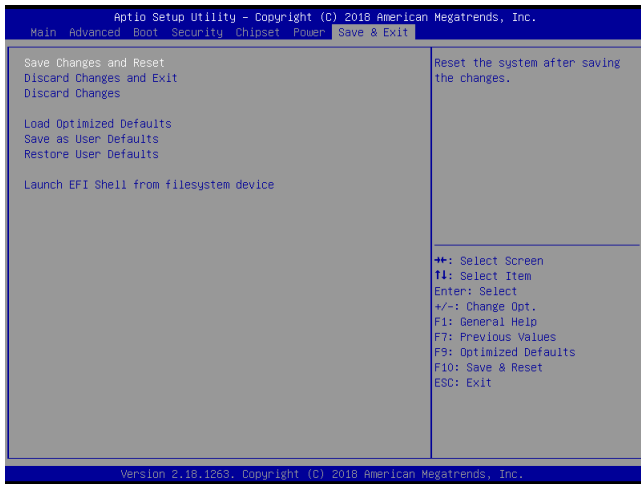 Aptio Setup Utility – Copyright (C) 2018 American Megatrends, Inc.
Main Advanced Boot Security Chipset Power Save & Exit
Save Changes and Reset
Discard Changes and Exit
Discard Changes
Load Optimized Defaults
Save as User Defaults
Restore User Defaults
Launch EFI Shell from filesystem device
Reset the system after saving
the changes.
→←: Select Screen
↑↓: Select Item
Enter: Select
+/-: Change Opt.
F1: General Help
F7: Previous Values
F9: Optimized Defaults
F10: Save & Reset
ESC: Exit
Version 2.18.1263. Copyright (C) 2018 American Megatrends, Inc.